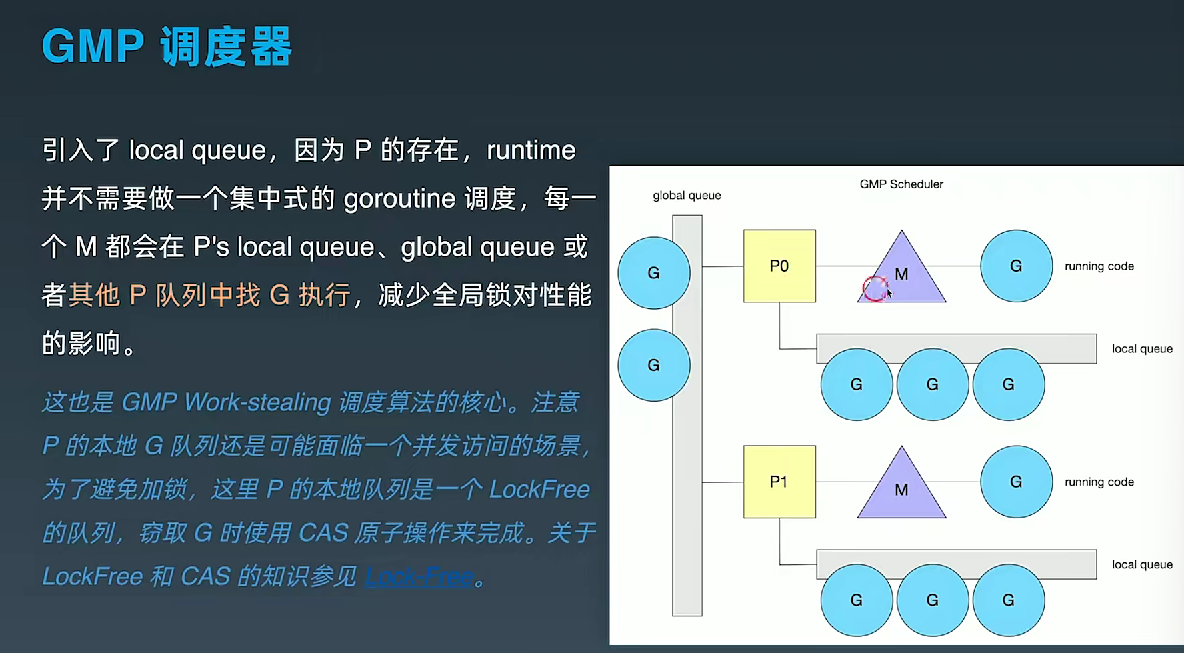 GMP 调度器
引入了 local queue，因为 P 的存在，runtime
并不需要做一个集中式的 goroutine 调度，每一
个 M 都会在 P's local queue、global queue 或
者其他 P 队列中找 G 执行，减少全局锁对性能
的影响。
这也是 GMP Work-stealing 调度算法的核心。注意
P 的本地 G 队列还是可能面临一个并发访问的场景，
为了避免加锁，这里 P 的本地队列是一个 LockFree
的队列，窃取 G 时使用 CAS 原子操作来完成。关于
LockFree 和 CAS 的知识参见 Lock-Free。
GMP Scheduler
global queue
G
P0
M
G
running code
local queue
G
G
G
G
P1
M
G
running code
local queue
G
G
G